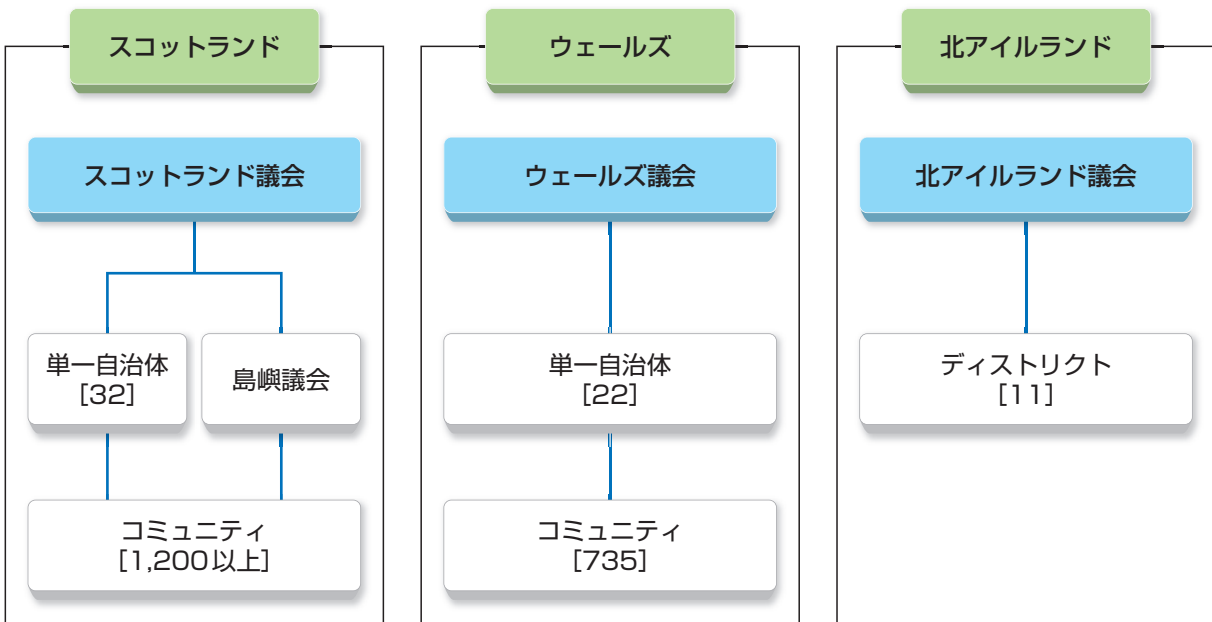 スコットランド
スコットランド議会
単一自治体
[32]
島嶼議会
コミュニティ
[1,200以上]
ウェールズ
ウェールズ議会
単一自治体
[22]
コミュニティ
[735]
北アイルランド
北アイルランド議会
ディストリクト
[11]